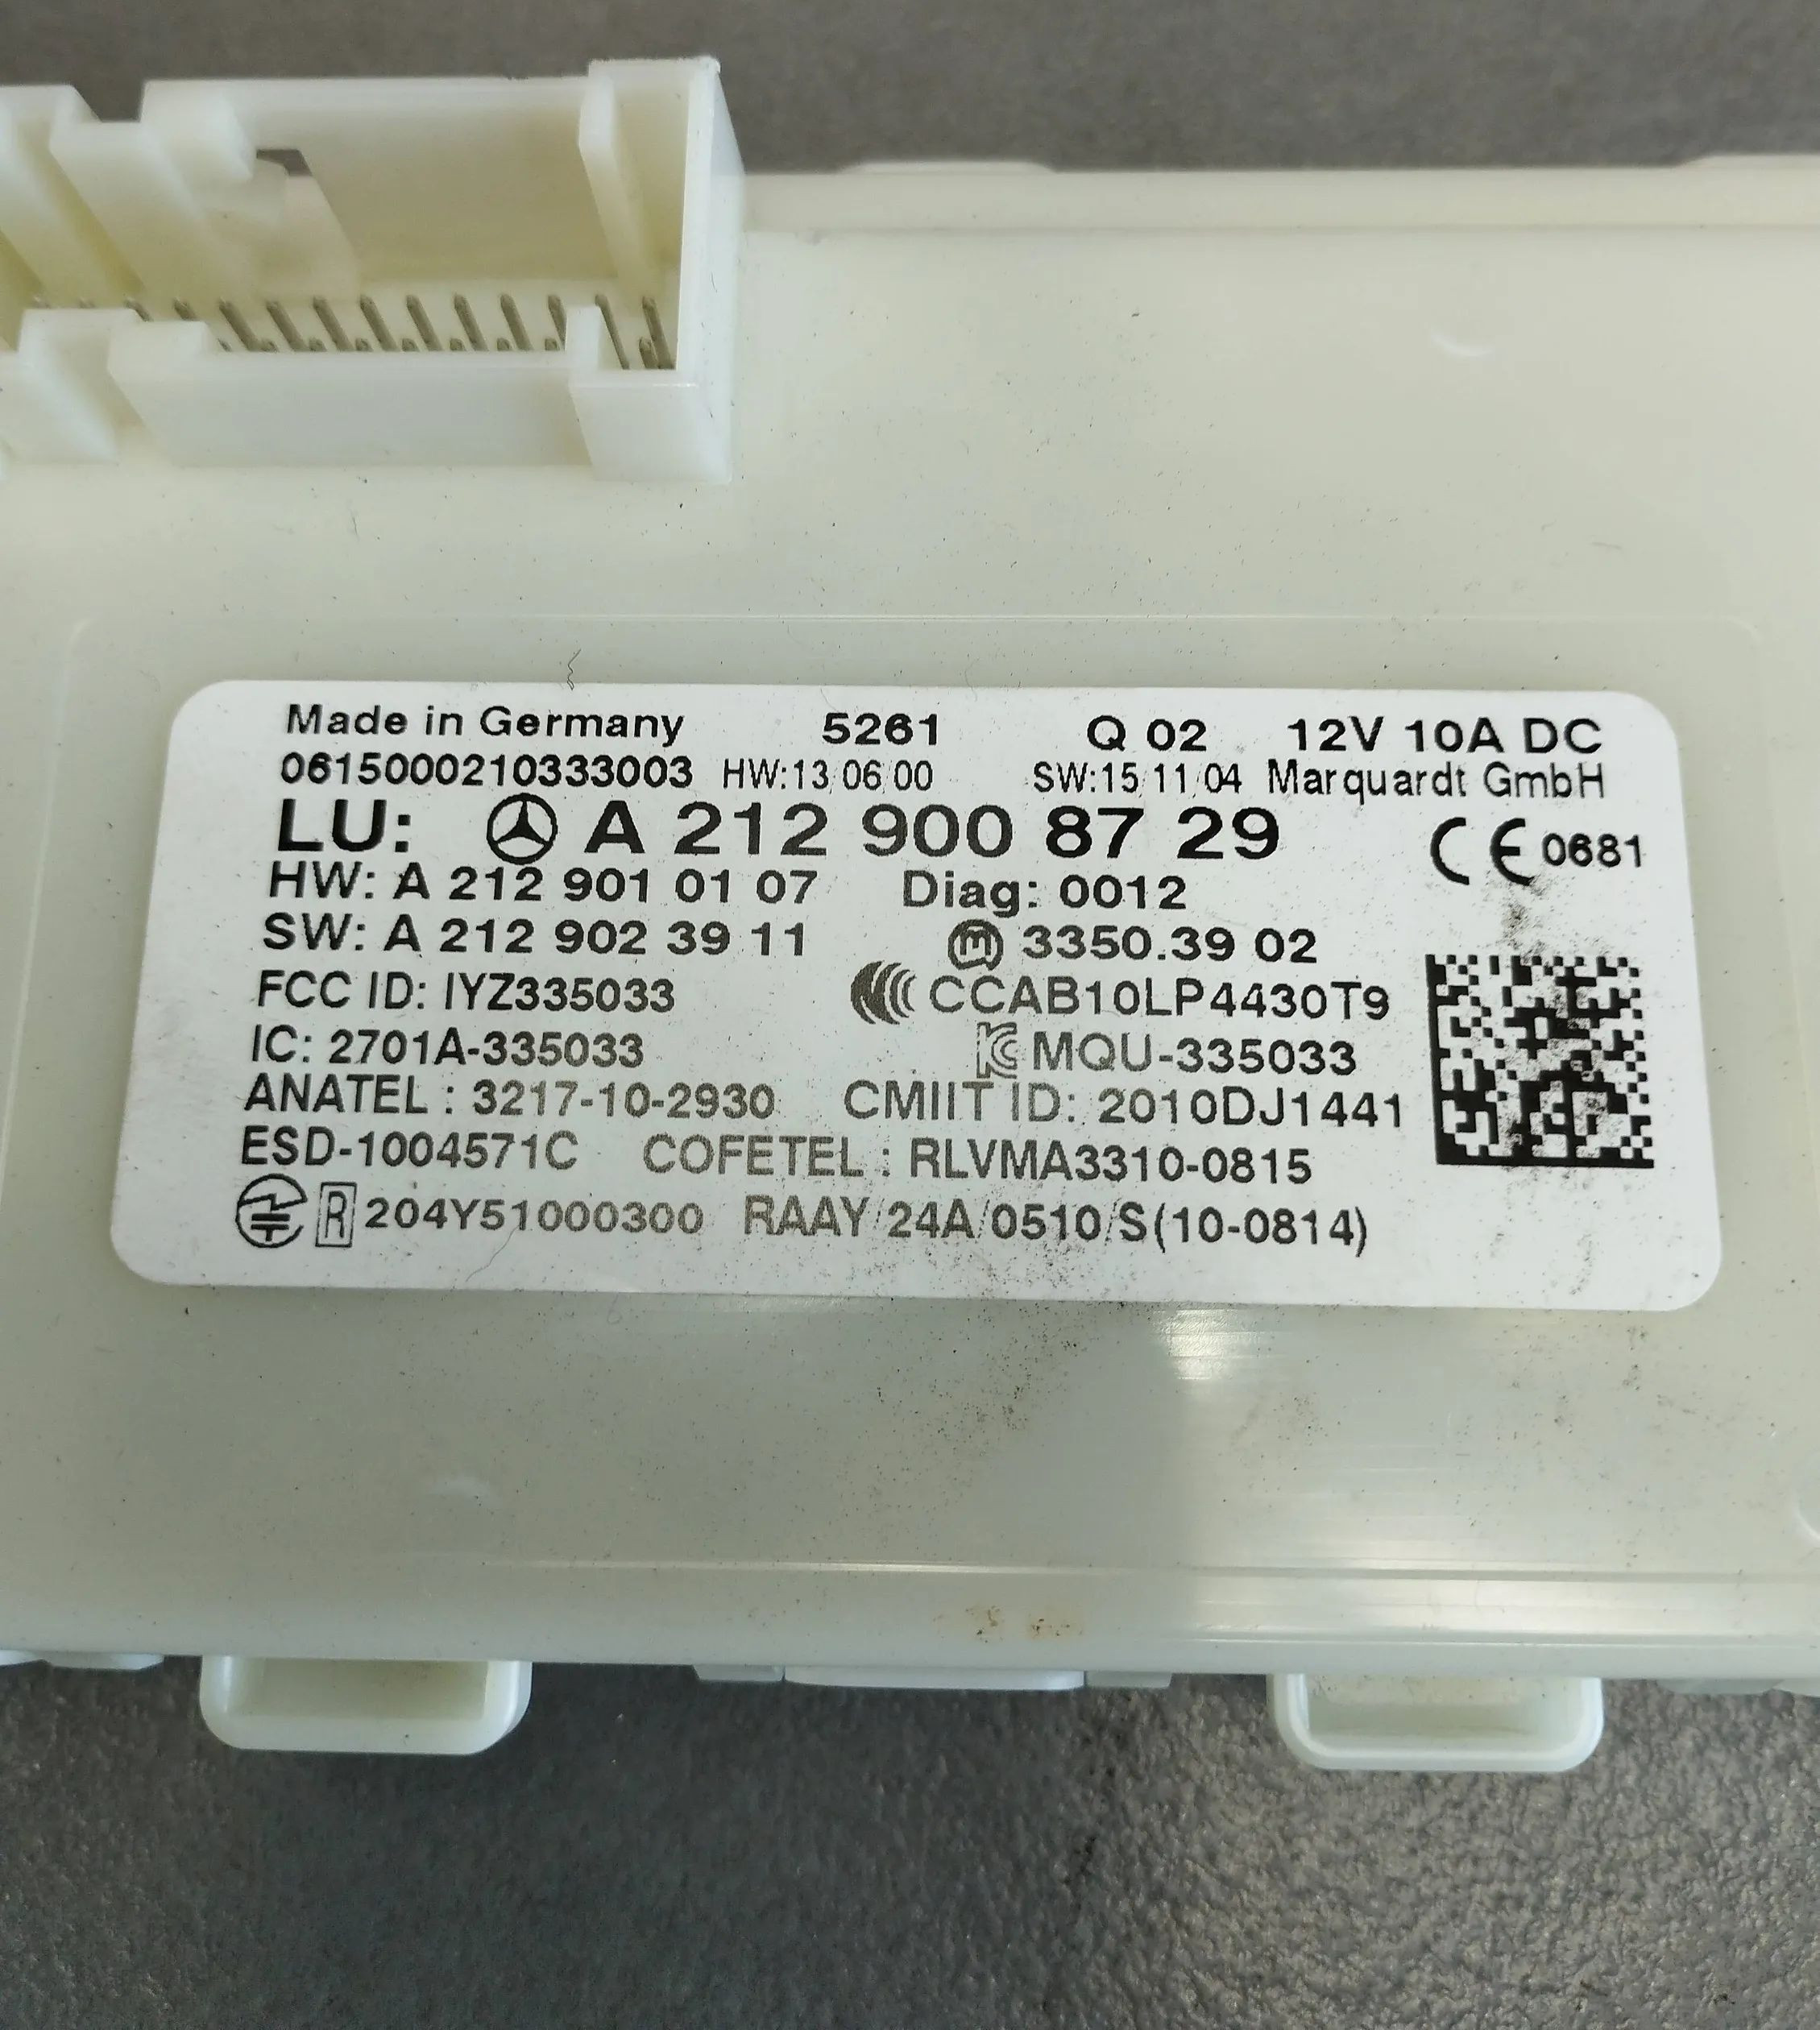 Made in Germany 5261 Q 02 12V 10A DC
0615000210333003 HW:13/06/00 SW:15/11/04 Marquardt GmbH
LU: A 212 900 87 29
CE 0681
HW: A 212 901 01 07 Diag: 0012
SW: A 212 902 39 11 m 3350.39 02
FCC ID: IYZ335033 CCAB10LP4430T9
IC: 2701A-335033 MQU-335033
ANATEL : 3217-10-2930 CMIIT ID: 2010DJ1441
ESD-1004571C COFETEL : RLVMA3310-0815
R 204Y51000300 RAAY/24A/0510/S(10-0814)